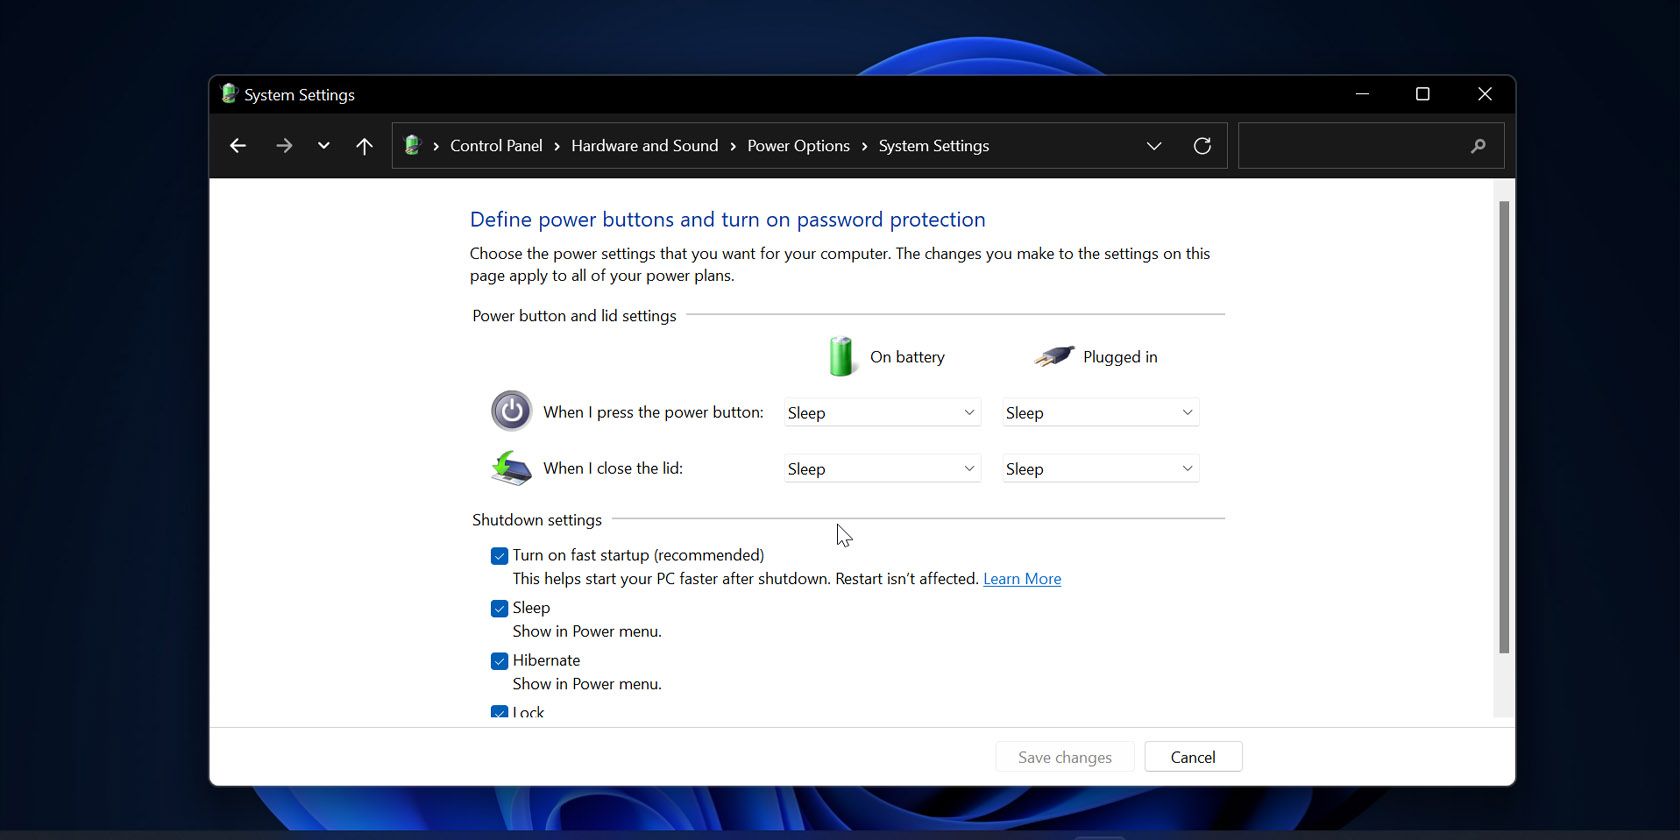 System Settings
Control Panel > Hardware and Sound > Power Options > System Settings
Define power buttons and turn on password protection
Choose the power settings that you want for your computer. The changes you make to the settings on this
page apply to all of your power plans.
Power button and lid settings
On battery Plugged in
When I press the power button: Sleep Sleep
When I close the lid: Sleep Sleep
Shutdown settings
Turn on fast startup (recommended)
This helps start your PC faster after shutdown. Restart isn't affected. Learn More
Sleep
Show in Power menu.
Hibernate
Show in Power menu.
Lock
Save changes Cancel